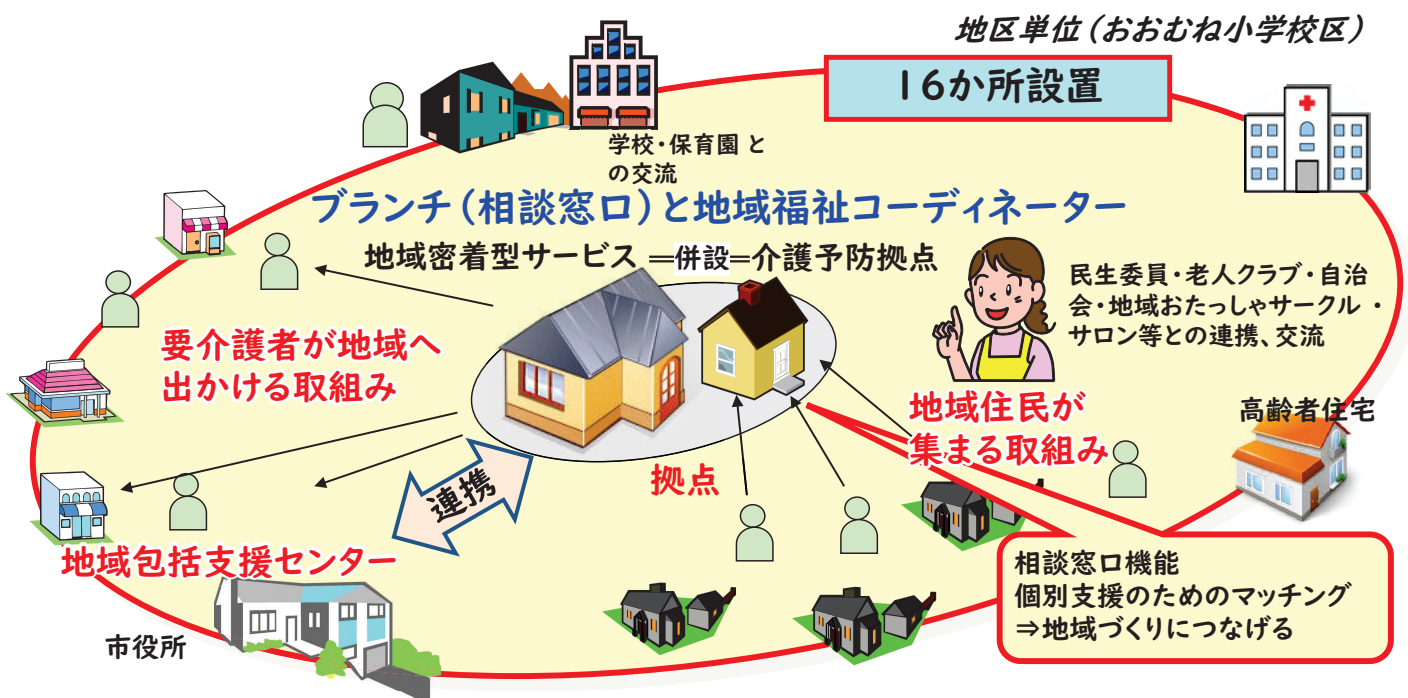 地区単位(おおむね小学校区)
16か所設置
学校・保育園 と
の交流
ブランチ(相談窓口)と地域福祉コーディネーター
地域密着型サービス =併設=介護予防拠点
民生委員・老人クラブ・自治
会・地域おたっしゃサークル・
サロン等との連携、交流
要介護者が地域へ
出かける取組み
地域住民が
集まる取組み
高齢者住宅
拠点
連携
地域包括支援センター
市役所
相談窓口機能
個別支援のためのマッチング
⇒地域づくりにつなげる